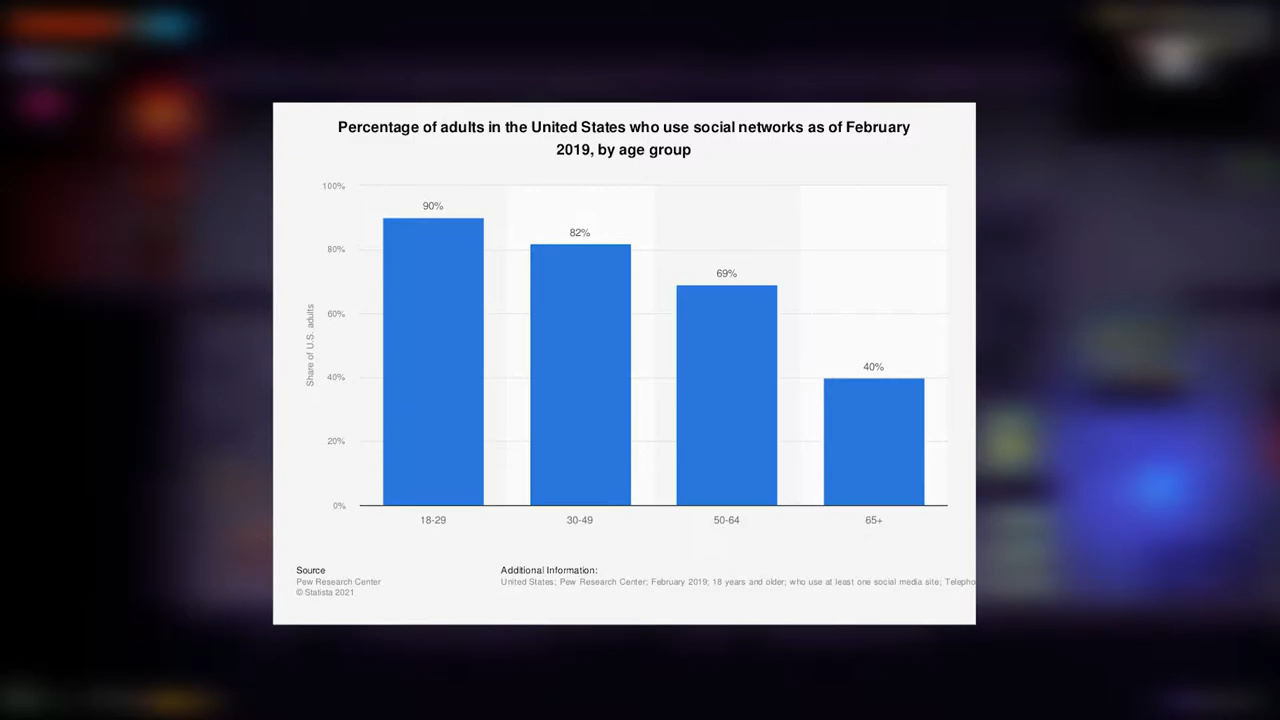 Percentage of adults in the United States who use social networks as of February
2019, by age group
100%
80%
60%
40%
20%
0%
Share of U.S. adults
90%
82%
69%
40%
18-29
30-49
50-64
65+
Source
Pew Research Center
© Statista 2021
Additional Information:
United States; Pew Research Center; February 2019; 18 years and older; who use at least one social media site; Telepho